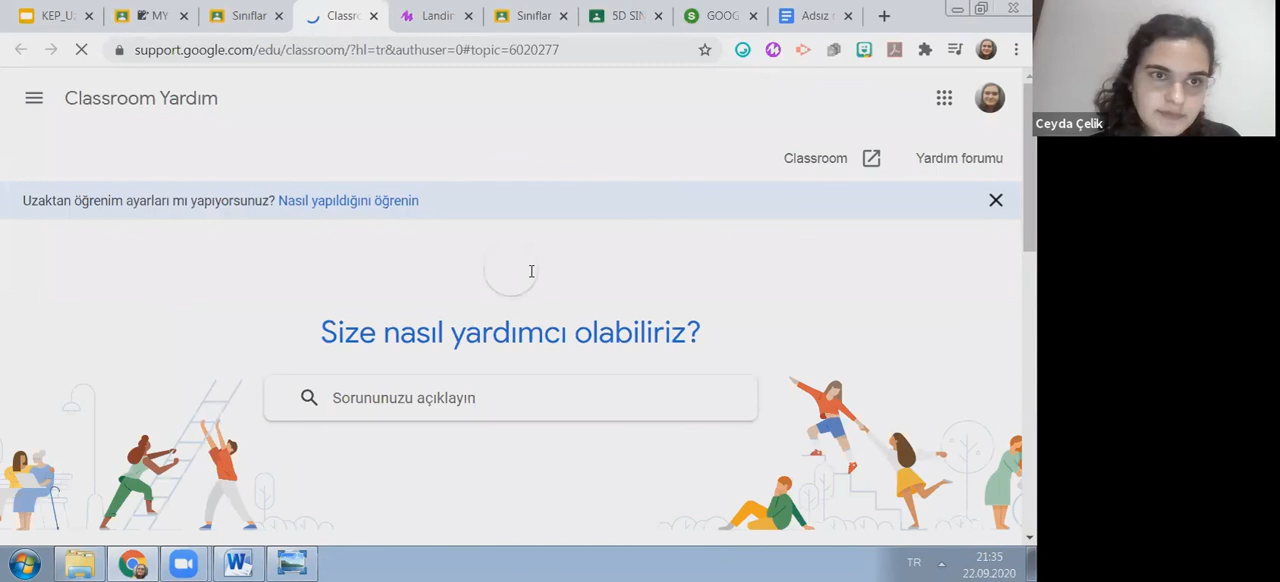 KEP_U
MY
Sınıflar
Classr
Landir
Sınıflar
5D SIN
GOOG
Adsız
support.google.com/edu/classroom/?hl=tr&authuser=0#topic=6020277
Classroom Yardım
Ceyda Çelik
Classroom
Yardım forumu
Uzaktan öğrenim ayarları mı yapıyorsunuz? Nasıl yapıldığını öğrenin
Size nasıl yardımcı olabiliriz?
Sorununuzu açıklayın
TR
21:35
22.09.2020